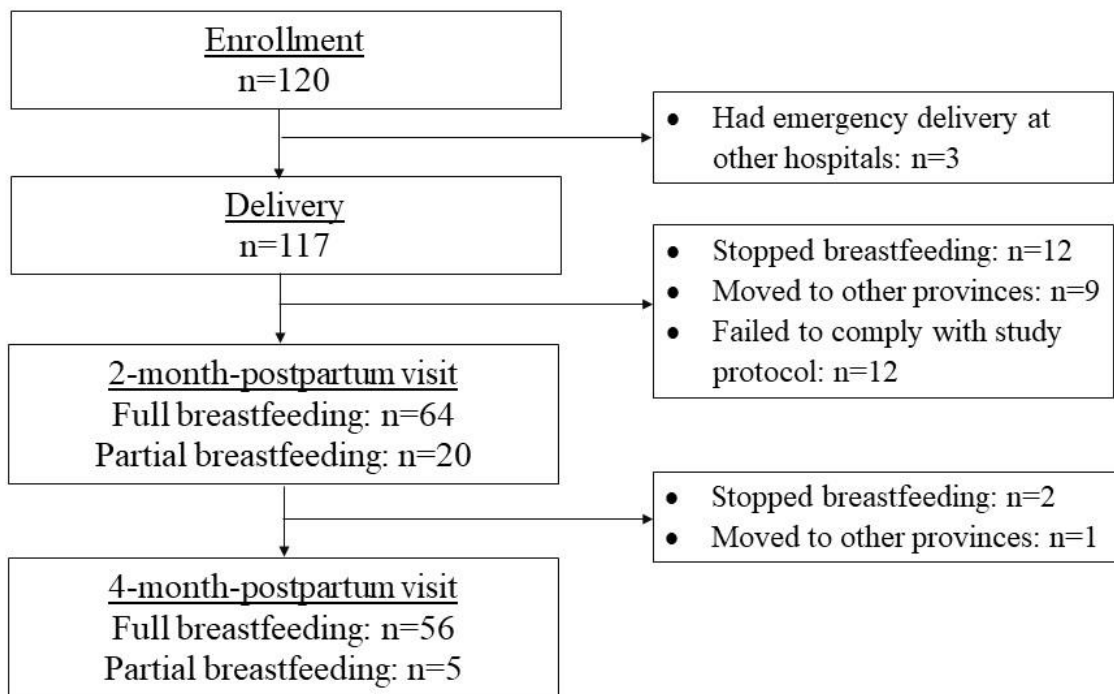 Enrollment
n=120
• Had emergency delivery at
other hospitals: n=3
Delivery
n=117
• Stopped breastfeeding: n=12
• Moved to other provinces: n=9
• Failed to comply with study
protocol: n=12
2-month-postpartum visit
Full breastfeeding: n=64
Partial breastfeeding: n=20
• Stopped breastfeeding: n=2
• Moved to other provinces: n=1
4-month-postpartum visit
Full breastfeeding: n=56
Partial breastfeeding: n=5